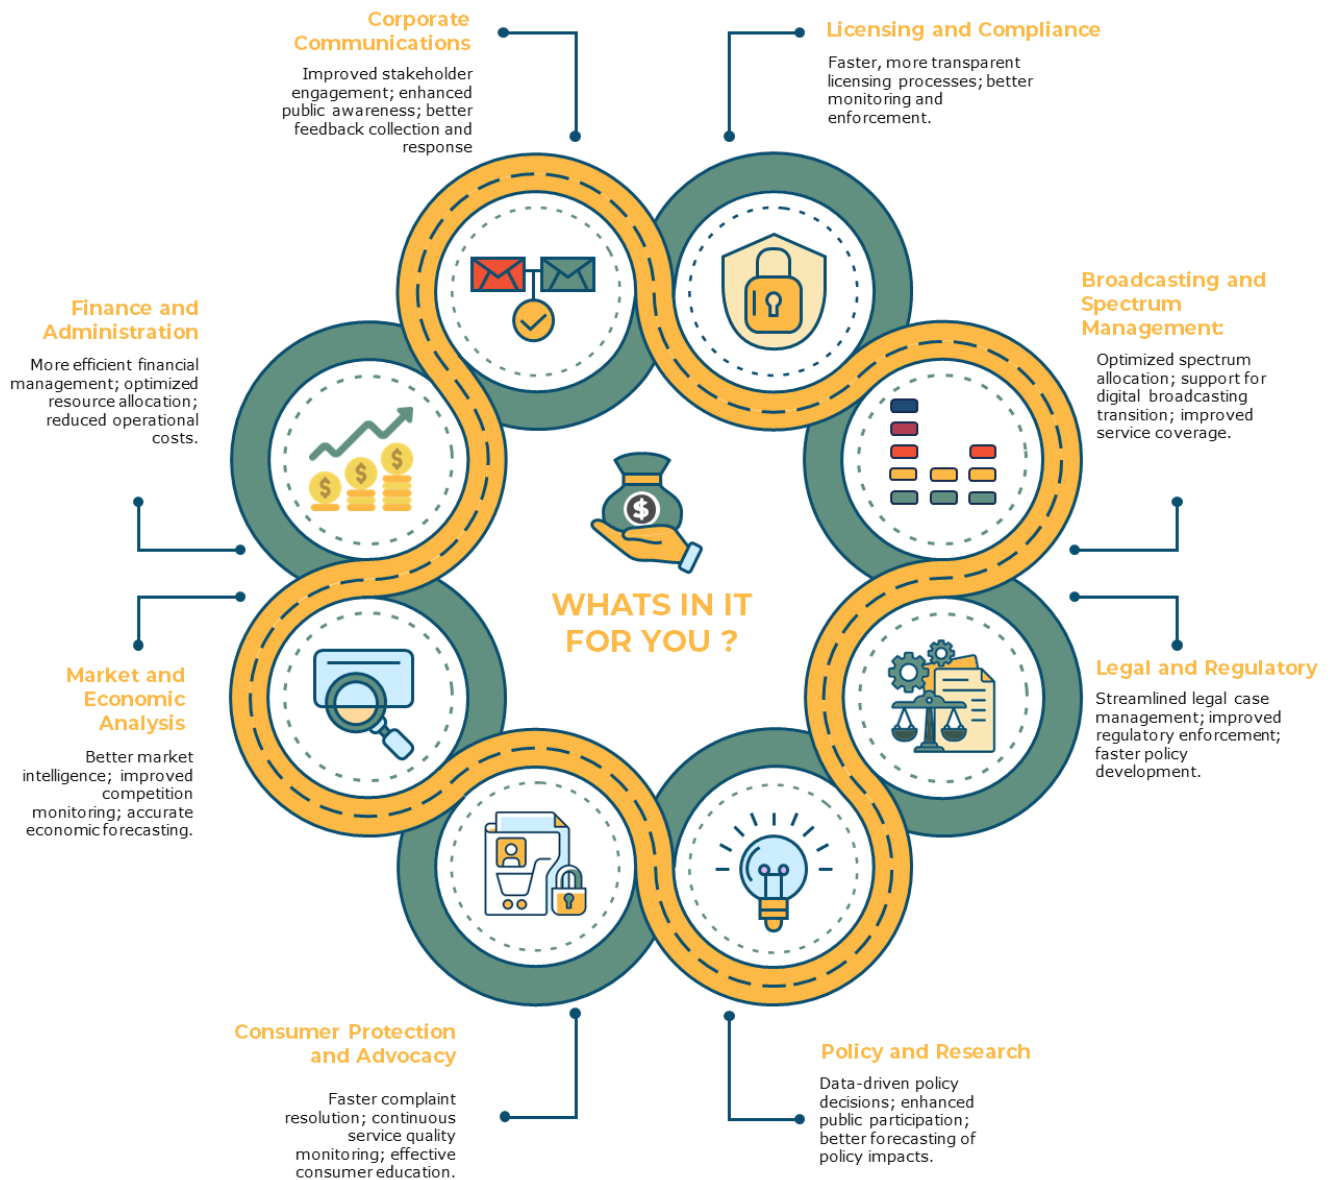 Corporate
Communications
Improved stakeholder
engagement; enhanced
public awareness; better
feedback collection and
response
Licensing and Compliance
Faster, more transparent
licensing processes; better
monitoring and
enforcement.
Broadcasting and
Spectrum
Management:
Optimized spectrum
allocation; support for
digital broadcasting
transition; improved
service coverage.
Legal and Regulatory
Streamlined legal case
management; improved
regulatory enforcement;
faster policy
development.
Policy and Research
Data-driven policy
decisions; enhanced
public participation;
better forecasting of
policy impacts.
Consumer Protection
and Advocacy
Faster complaint
resolution; continuous
service quality
monitoring; effective
consumer education.
Market and
Economic
Analysis
Better market
intelligence; improved
competition
monitoring; accurate
economic forecasting.
Finance and
Administration
More efficient financial
management; optimized
resource allocation;
reduced operational
costs.
$
$
$
$
WHATS IN IT
FOR YOU ?